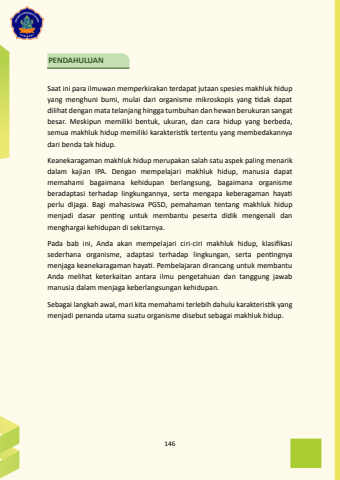 PENDAHULUAN
Saat ini para ilmuwan memperkirakan terdapat jutaan spesies makhluk hidup
yang menghuni bumi, mulai dari organisme mikroskopis yang tidak dapat
dilihat dengan mata telanjang hingga tumbuhan dan hewan berukuran sangat
besar. Meskipun memiliki bentuk, ukuran, dan cara hidup yang berbeda,
semua makhluk hidup memiliki karakteristik tertentu yang membedakannya
dari benda tak hidup.
Keanekaragaman makhluk hidup merupakan salah satu aspek paling menarik
dalam kajian IPA. Dengan mempelajari makhluk hidup, manusia dapat
memahami bagaimana kehidupan berlangsung, bagaimana organisme
beradaptasi terhadap lingkungannya, serta mengapa keberagaman hayati
perlu dijaga. Bagi mahasiswa PGSD, pemahaman tentang makhluk hidup
menjadi dasar penting untuk membantu peserta didik mengenali dan
menghargai kehidupan di sekitarnya.
Pada bab ini, Anda akan mempelajari ciri-ciri makhluk hidup, klasifikasi
sederhana organisme, adaptasi terhadap lingkungan, serta pentingnya
menjaga keanekaragaman hayati. Pembelajaran dirancang untuk membantu
Anda melihat keterkaitan antara ilmu pengetahuan dan tanggung jawab
manusia dalam menjaga keberlangsungan kehidupan.
Sebagai langkah awal, mari kita memahami terlebih dahulu karakteristik yang
menjadi penanda utama suatu organisme disebut sebagai makhluk hidup.
146